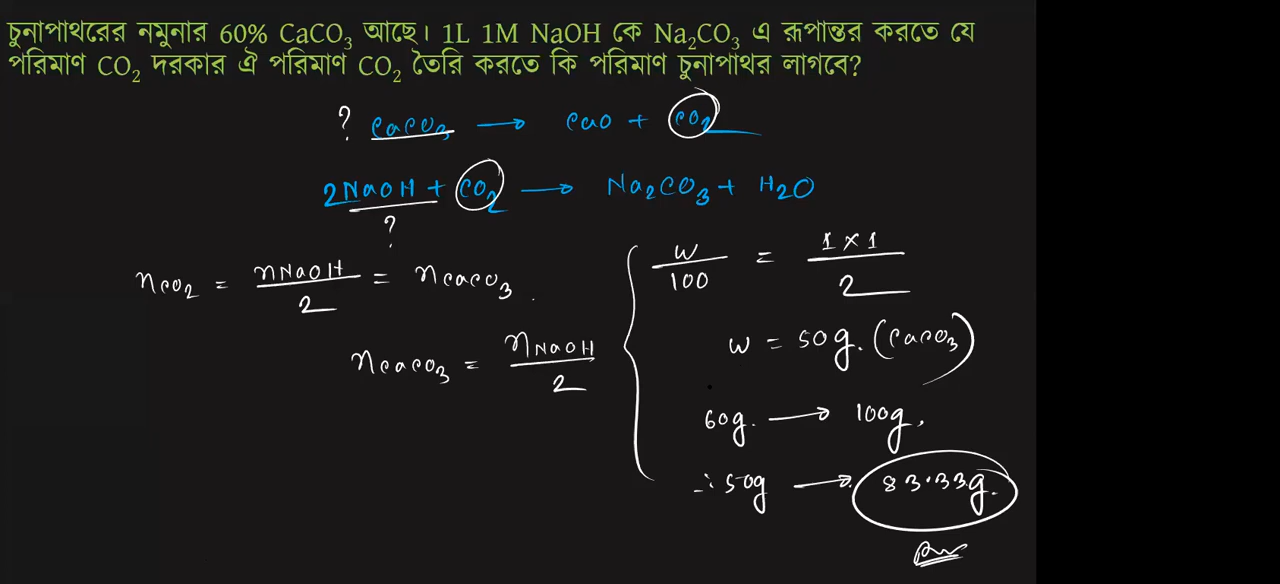 চুনাপাথরের নমুনার 60% CaCO₃ আছে। 1L 1M NaOH কে Na₂CO₃ এ রূপান্তর করতে যে
পরিমাণ CO₂ দরকার ঐ পরিমাণ CO₂ তৈরি করতে কি পরিমাণ চুনাপাথর লাগবে?
? CaCO₃ → CaO + CO₂
2NaOH + CO₂ → Na₂CO₃ + H₂O
?
nCO₂ = nNaOH/2 = nCaCO₃
nCaCO₃ = nNaOH/2
W/100 = 1×1/2
W = 50g. (CaCO₃)
60g. → 100g.
∴ 50g → 83.33g.